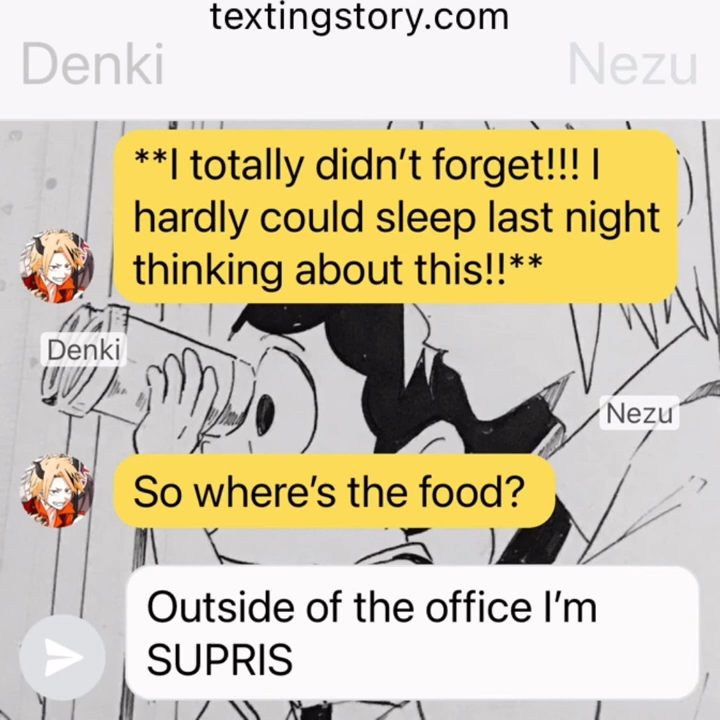 textingstory.com
Denki
Nezu
**I totally didn't forget!!! I
hardly could sleep last night
thinking about this!!**
Denki
Nezu
So where's the food?
Outside of the office I'm
SUPRIS